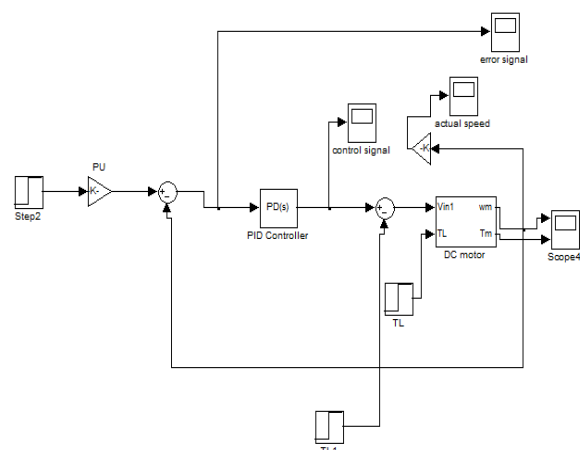 error signal
actual speed
-K
control signal
PU
K-
+
−
Step2
PD(s)
PID Controller
+
−
Vin1
wm
TL
Tm
DC motor
Scope4
TL
TL1